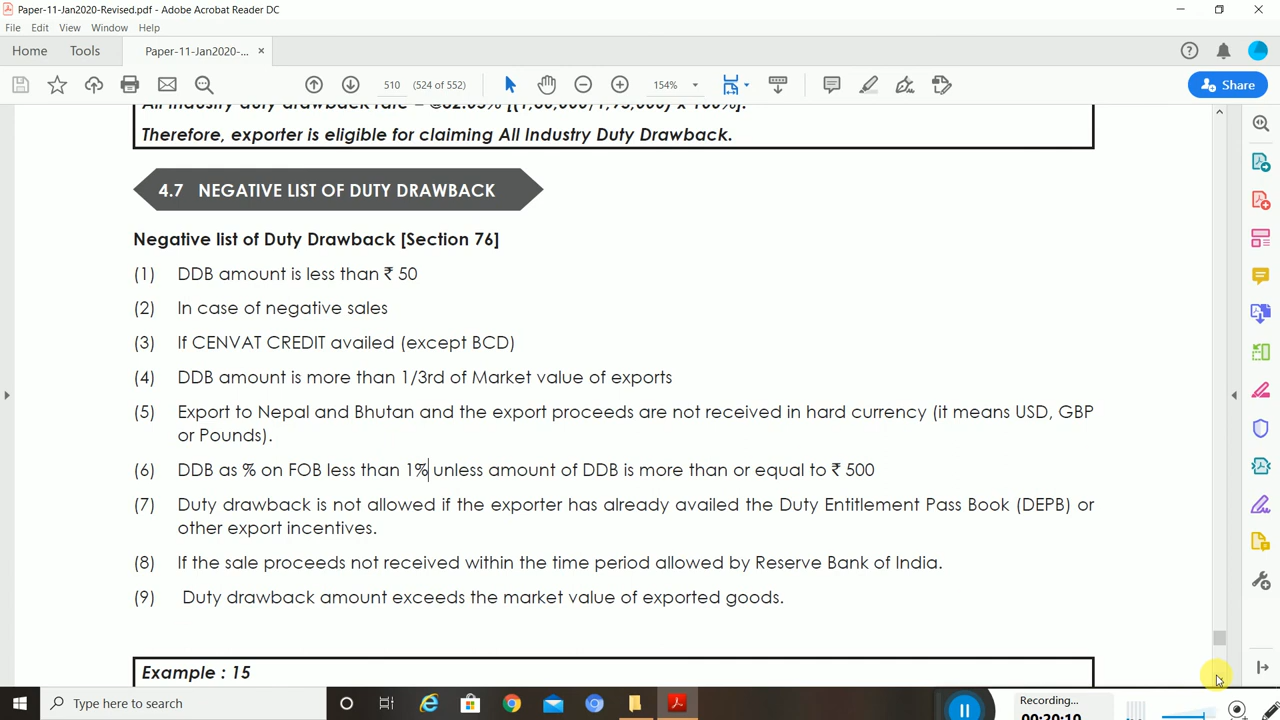 Paper-11-Jan2020-Revised.pdf - Adobe Acrobat Reader DC
File Edit View Window Help
Home Tools Paper-11-Jan2020-... ×
510 (524 of 552) 154% Share
Therefore, exporter is eligible for claiming All Industry Duty Drawback.
4.7 NEGATIVE LIST OF DUTY DRAWBACK
Negative list of Duty Drawback [Section 76]
(1) DDB amount is less than ₹ 50
(2) In case of negative sales
(3) If CENVAT CREDIT availed (except BCD)
(4) DDB amount is more than 1/3rd of Market value of exports
(5) Export to Nepal and Bhutan and the export proceeds are not received in hard currency (it means USD, GBP
or Pounds).
(6) DDB as % on FOB less than 1% unless amount of DDB is more than or equal to ₹ 500
(7) Duty drawback is not allowed if the exporter has already availed the Duty Entitlement Pass Book (DEPB) or
other export incentives.
(8) If the sale proceeds not received within the time period allowed by Reserve Bank of India.
(9) Duty drawback amount exceeds the market value of exported goods.
Example : 15
Type here to search
Recording...
00:20:10